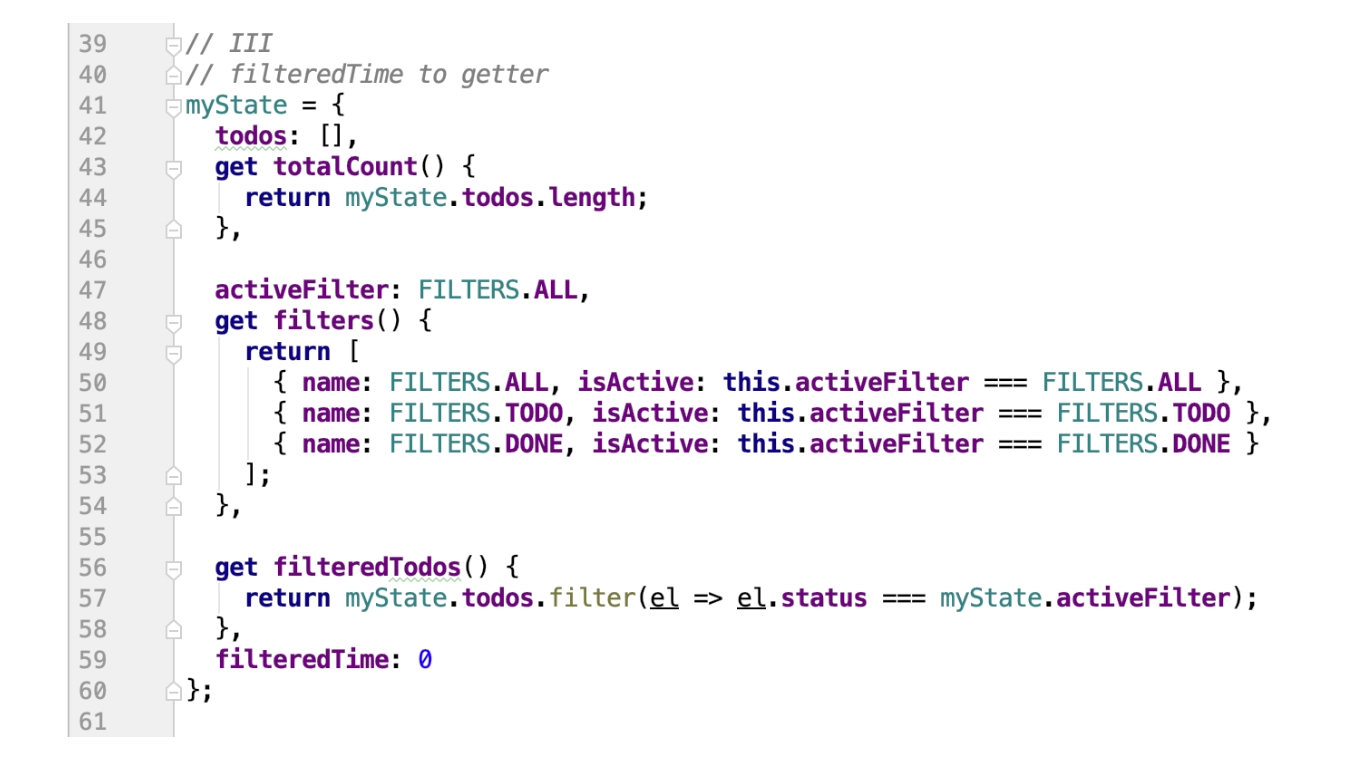 39 // III
40 // filteredTime to getter
41 myState = {
42   todos: [],
43   get totalCount() {
44     return myState.todos.length;
45   },
46
47   activeFilter: FILTERS.ALL,
48   get filters() {
49     return [
50       { name: FILTERS.ALL, isActive: this.activeFilter === FILTERS.ALL },
51       { name: FILTERS.TODO, isActive: this.activeFilter === FILTERS.TODO },
52       { name: FILTERS.DONE, isActive: this.activeFilter === FILTERS.DONE }
53     ];
54   },
55
56   get filteredTodos() {
57     return myState.todos.filter(el => el.status === myState.activeFilter);
58   },
59   filteredTime: 0
60 };
61